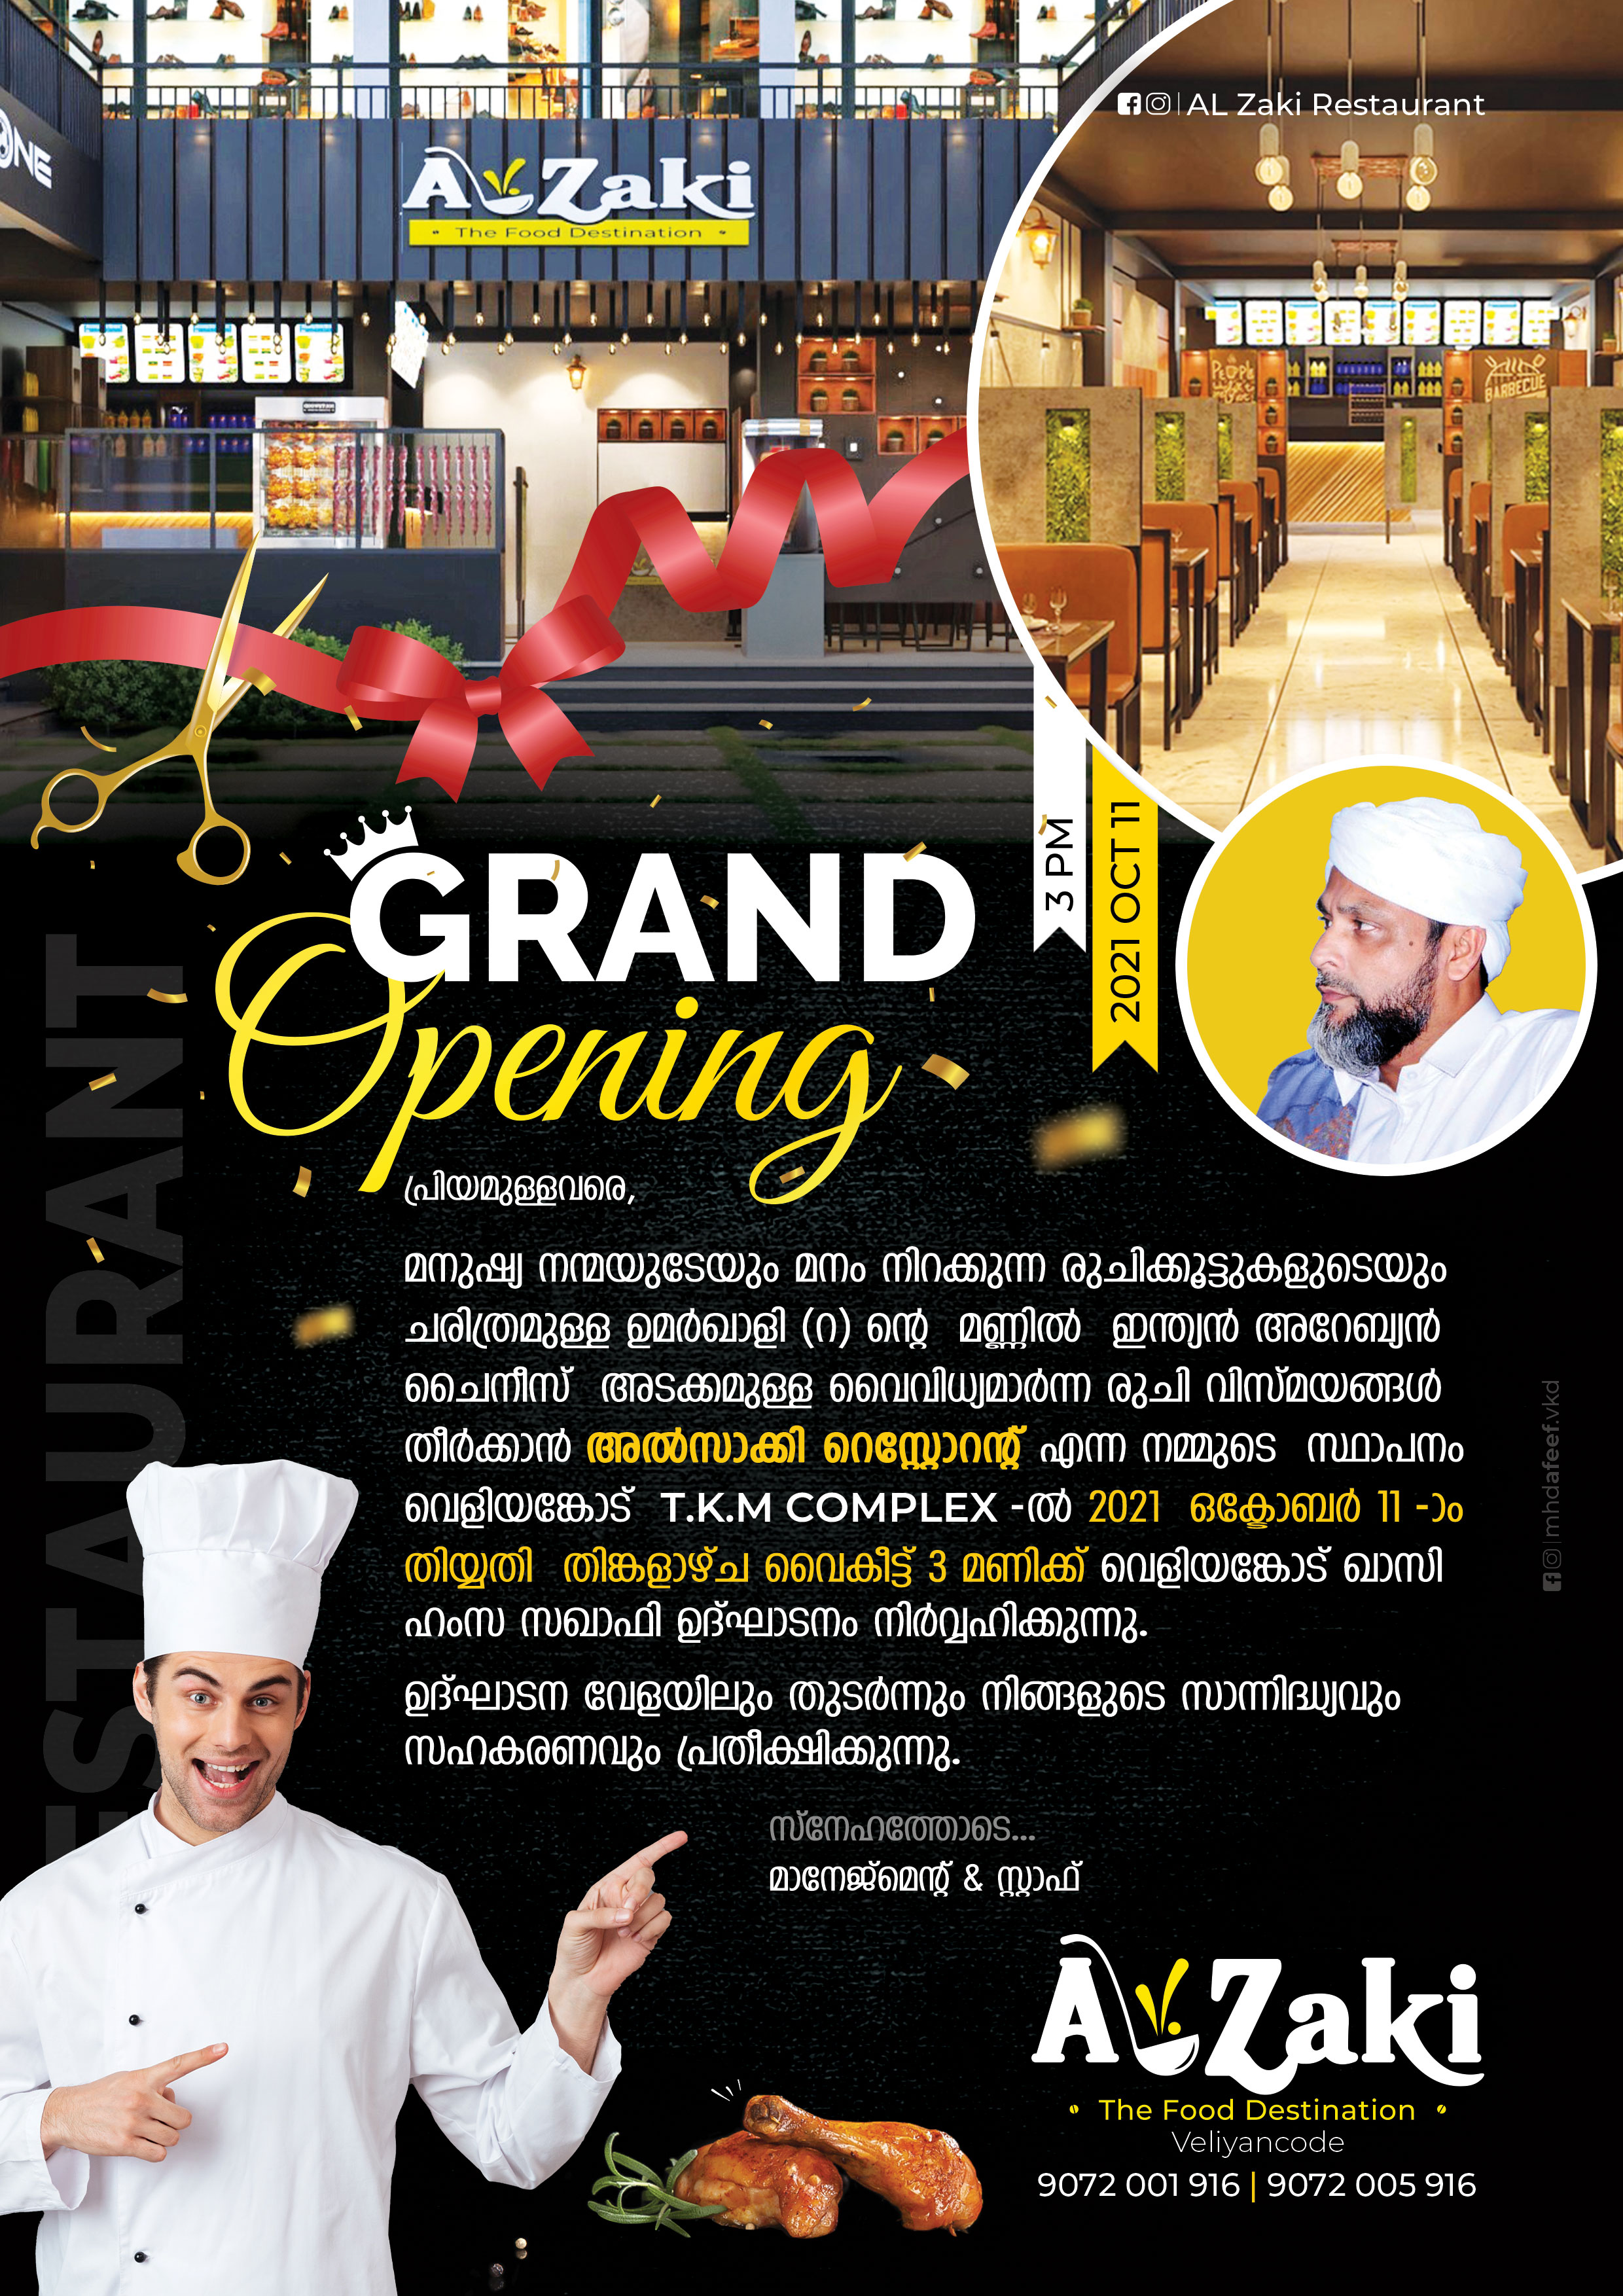 ONE
AL Zaki Restaurant
Al Zaki
The Food Destination
People
BARBECUE
3 PM
2021 OCT 11
GRAND
Opening
പ്രിയമുള്ളവരെ,
മനുഷ്യ നന്മയുടേയും മനം നിറക്കുന്ന രുചിക്കൂട്ടുകളുടെയും
ചരിത്രമുള്ള ഉമർഖാളി (റ) ന്റെ മണ്ണിൽ ഇന്ത്യൻ അറേബ്യൻ
ചൈനീസ് അടക്കമുള്ള വൈവിധ്യമാർന്ന രുചി വിസ്മയങ്ങൾ
തീർക്കാൻ അൽസാക്കി റെസ്റ്റോറന്റ് എന്ന നമ്മുടെ സ്ഥാപനം
വെളിയങ്കോട് T.K.M COMPLEX -ൽ 2021 ഒക്ടോബർ 11 -ാം
തിയ്യതി തിങ്കളാഴ്ച വൈകീട്ട് 3 മണിക്ക് വെളിയങ്കോട് ഖാസി
ഹംസ സഖാഫി ഉദ്ഘാടനം നിർവ്വഹിക്കുന്നു.
ഉദ്ഘാടന വേളയിലും തുടർന്നും നിങ്ങളുടെ സാന്നിദ്ധ്യവും
സഹകരണവും പ്രതീക്ഷിക്കുന്നു.
സ്നേഹത്തോടെ...
മാനേജ്മെന്റ് & സ്റ്റാഫ്
ESTAURANT
mhdafeef.vkd
Al Zaki
The Food Destination
Veliyancode
9072 001 916 | 9072 005 916